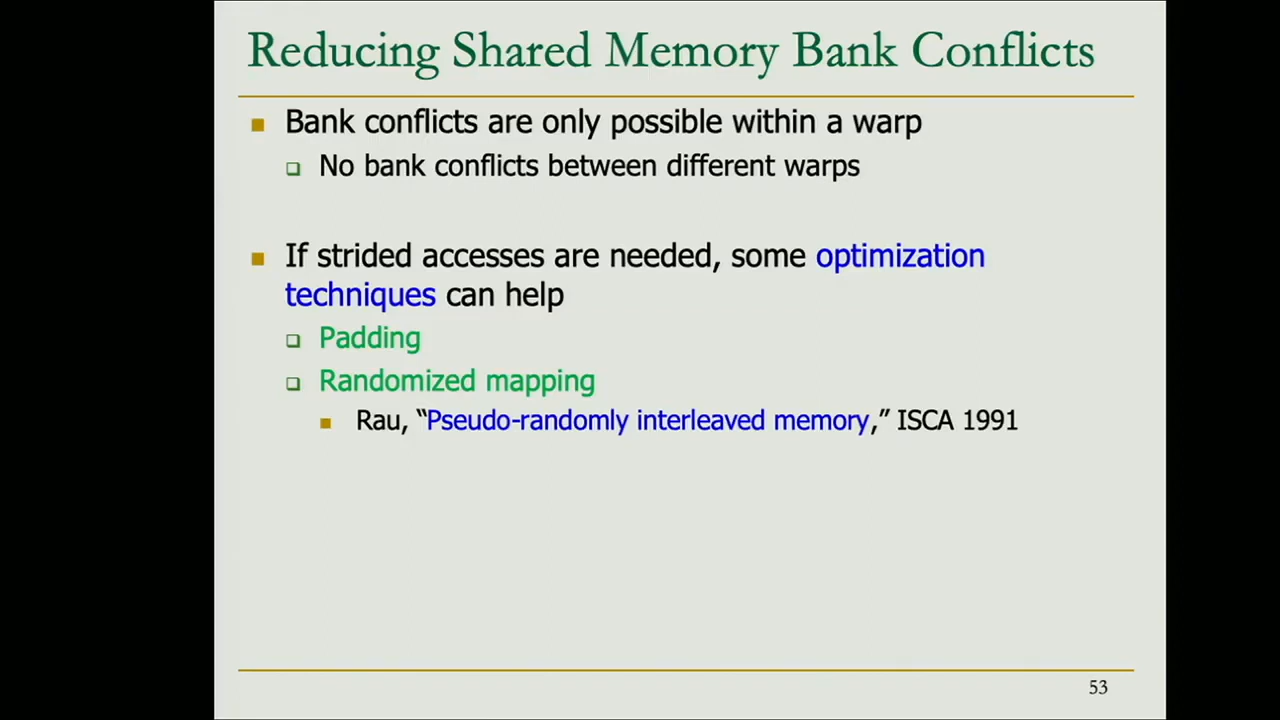 Reducing Shared Memory Bank Conflicts
Bank conflicts are only possible within a warp
No bank conflicts between different warps
If strided accesses are needed, some optimization
techniques can help
Padding
Randomized mapping
Rau, “Pseudo-randomly interleaved memory,” ISCA 1991
53